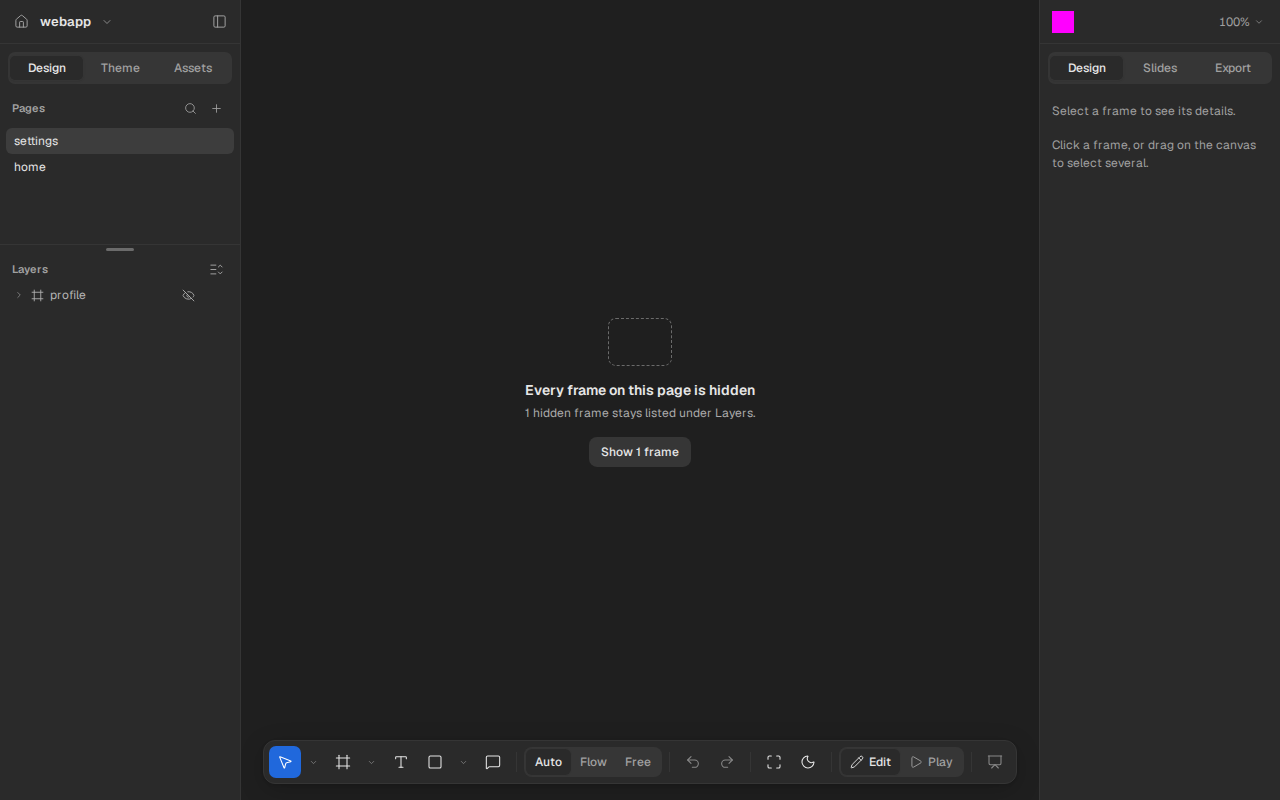 webapp
100%
Design Theme Assets
Design Slides Export
Pages
settings
home
Select a frame to see its details.
Click a frame, or drag on the canvas
to select several.
Layers
profile
Every frame on this page is hidden
1 hidden frame stays listed under Layers.
Show 1 frame
Auto Flow Free
Edit Play